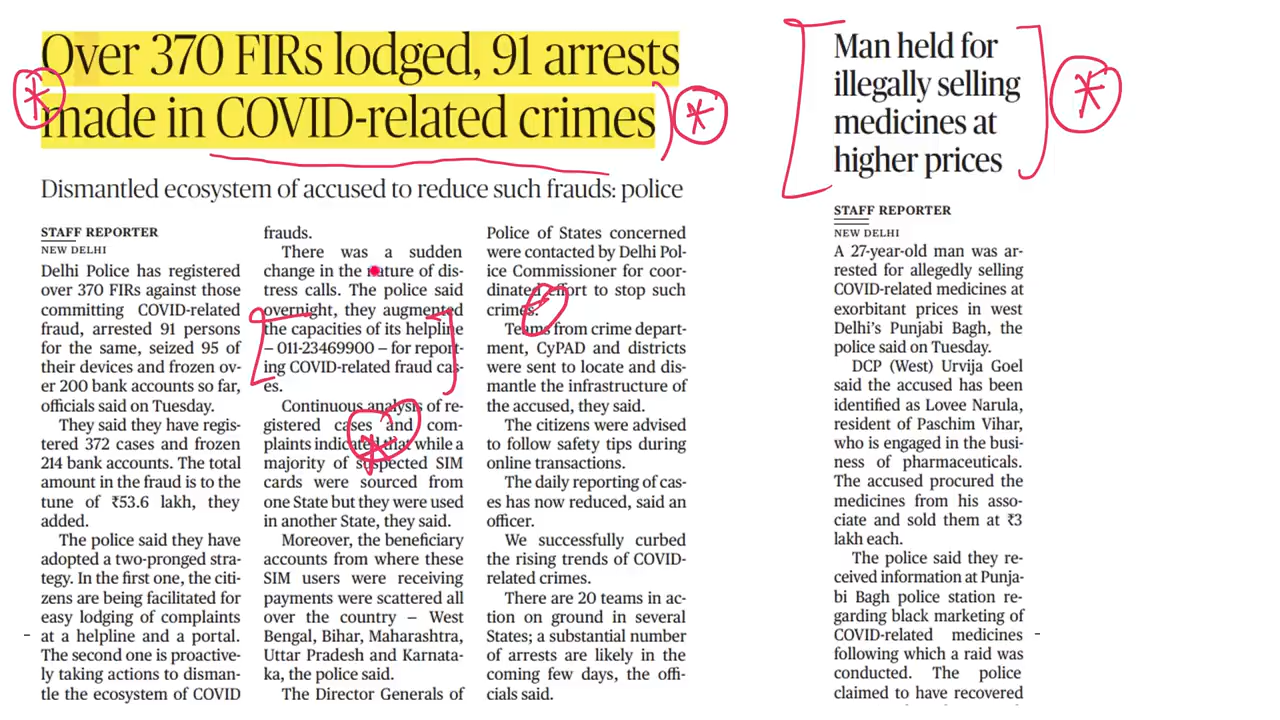 Over 370 FIRs lodged, 91 arrests
made in COVID-related crimes
Dismantled ecosystem of accused to reduce such frauds: police
STAFF REPORTER
NEW DELHI
Delhi Police has registered
over 370 FIRs against those
committing COVID-related
fraud, arrested 91 persons
for the same, seized 95 of
their devices and frozen ov-
er 200 bank accounts so far,
officials said on Tuesday.
They said they have regis-
tered 372 cases and frozen
214 bank accounts. The total
amount in the fraud is to the
tune of ₹53.6 lakh, they
added.
The police said they have
adopted a two-pronged stra-
tegy. In the first one, the citi-
zens are being facilitated for
easy lodging of complaints
at a helpline and a portal.
The second one is proactive-
ly taking actions to disman-
tle the ecosystem of COVID
frauds.
There was a sudden
change in the nature of dis-
tress calls. The police said
overnight, they augmented
the capacities of its helpline
– 011-23469900 – for report-
ing COVID-related fraud cas-
es.
Continuous analysis of re-
gistered cases and com-
plaints indicated that while a
majority of suspected SIM
cards were sourced from
one State but they were used
in another State, they said.
Moreover, the beneficiary
accounts from where these
SIM users were receiving
payments were scattered all
over the country – West
Bengal, Bihar, Maharashtra,
Uttar Pradesh and Karnata-
ka, the police said.
The Director Generals of
Police of States concerned
were contacted by Delhi Pol-
ice Commissioner for coor-
dinated effort to stop such
crimes.
Teams from crime depart-
ment, CyPAD and districts
were sent to locate and dis-
mantle the infrastructure of
the accused, they said.
The citizens were advised
to follow safety tips during
online transactions.
The daily reporting of cas-
es has now reduced, said an
officer.
We successfully curbed
the rising trends of COVID-
related crimes.
There are 20 teams in ac-
tion on ground in several
States; a substantial number
of arrests are likely in the
coming few days, the offi-
cials said.
Man held for
illegally selling
medicines at
higher prices
STAFF REPORTER
NEW DELHI
A 27-year-old man was ar-
rested for allegedly selling
COVID-related medicines at
exorbitant prices in west
Delhi's Punjabi Bagh, the
police said on Tuesday.
DCP (West) Urvija Goel
said the accused has been
identified as Lovee Narula,
resident of Paschim Vihar,
who is engaged in the busi-
ness of pharmaceuticals.
The accused procured the
medicines from his asso-
ciate and sold them at ₹3
lakh each.
The police said they re-
ceived information at Punja-
bi Bagh police station re-
garding black marketing of
COVID-related medicines
following which a raid was
conducted. The police
claimed to have recovered